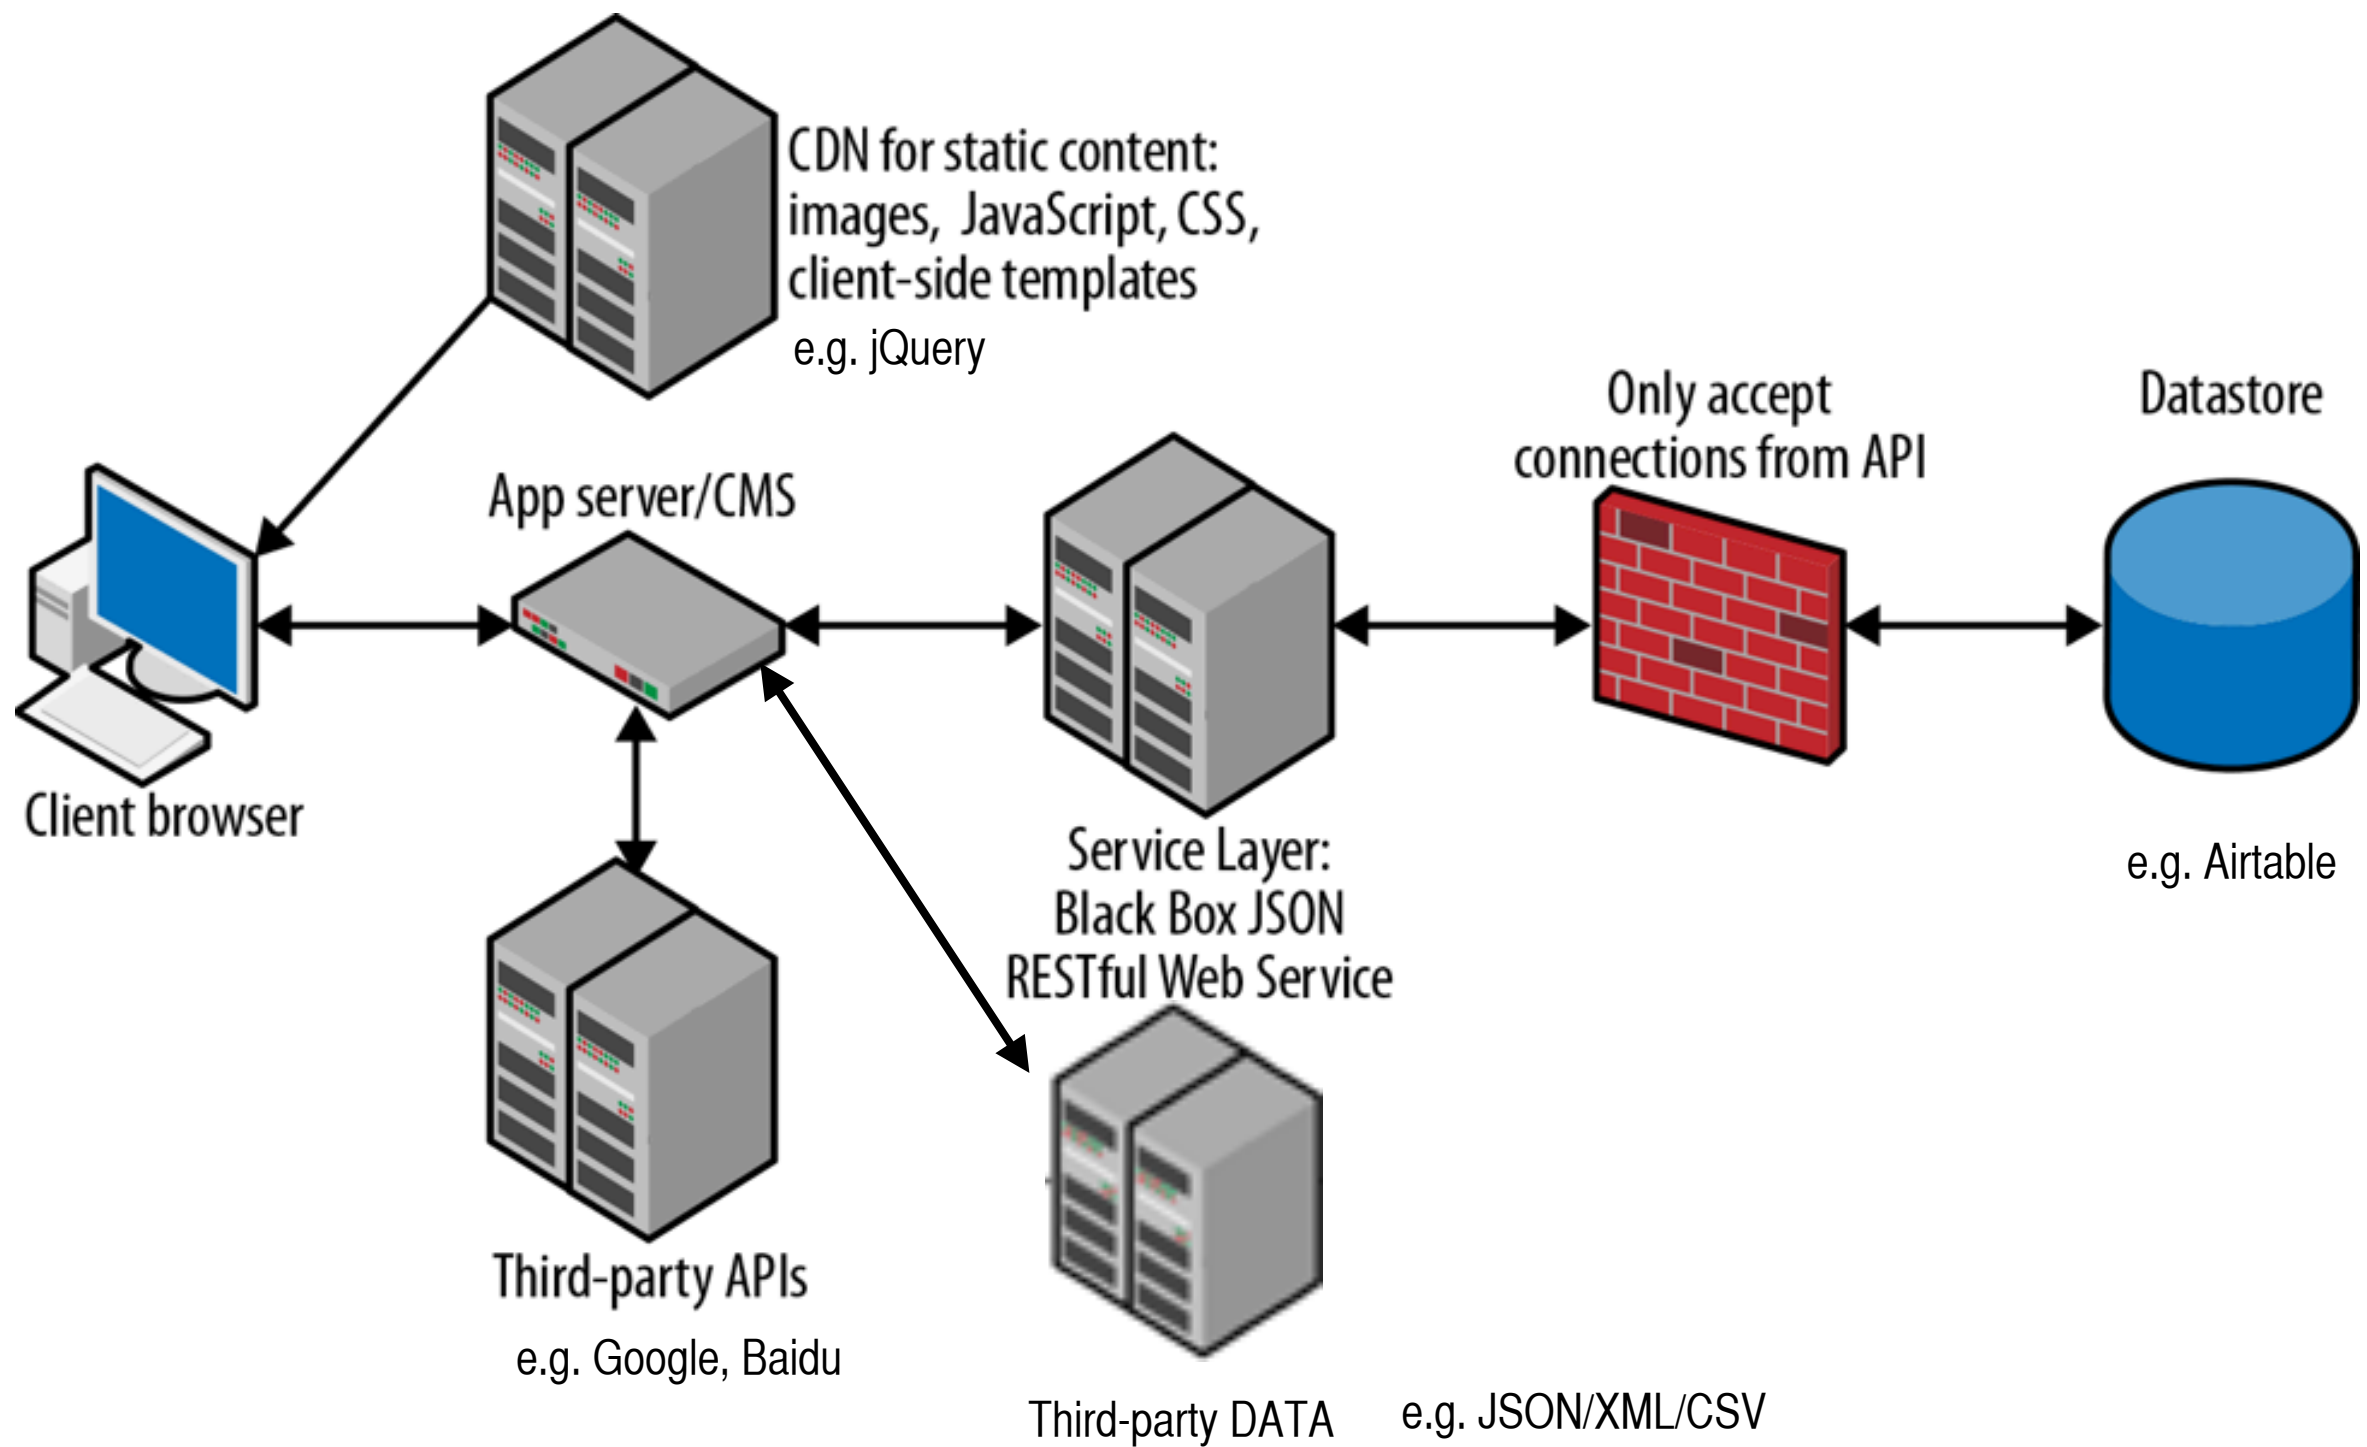 CDN for static content:
images, JavaScript, CSS,
client-side templates
e.g. jQuery
Only accept
connections from API
Datastore
App server/CMS
Client browser
Service Layer:
Black Box JSON
RESTful Web Service
e.g. Airtable
Third-party APIs
e.g. Google, Baidu
Third-party DATA
e.g. JSON/XML/CSV